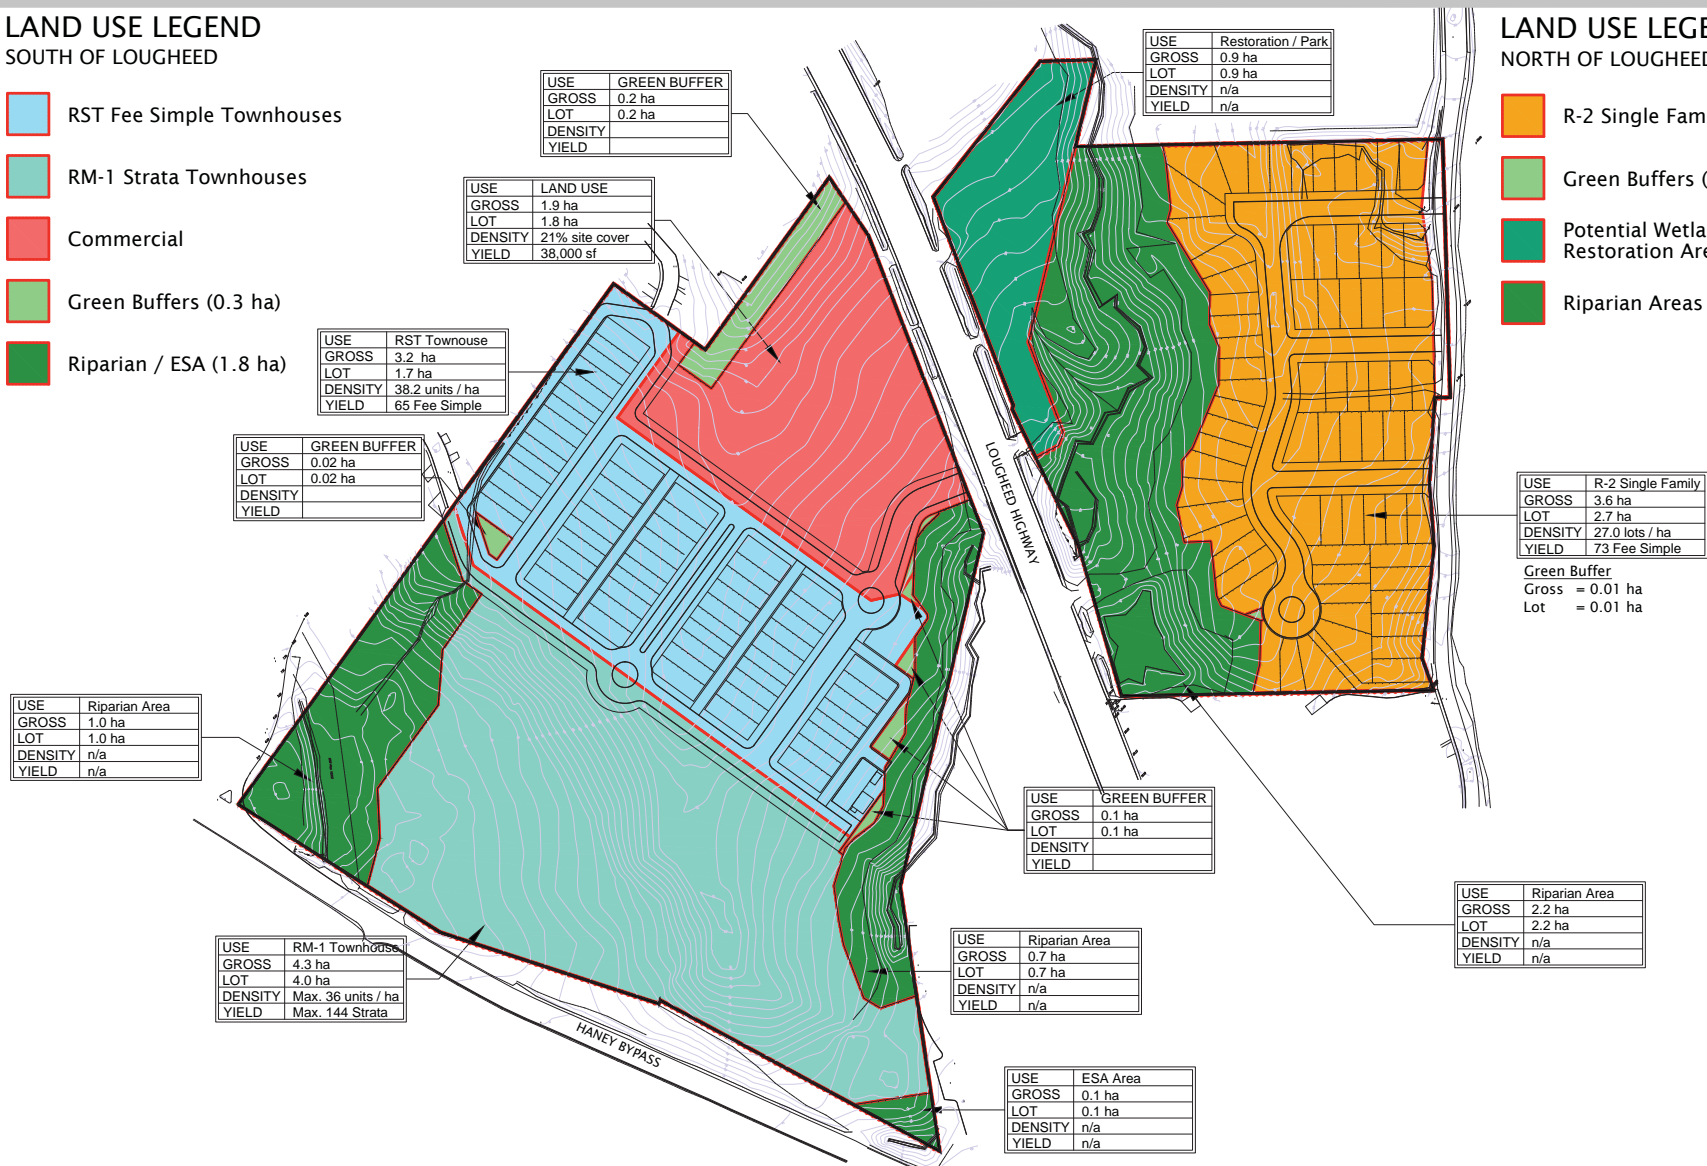 LAND USE LEGEND
SOUTH OF LOUGHEED
RST Fee Simple Townhouses
RM-1 Strata Townhouses
Commercial
Green Buffers (0.3 ha)
Riparian / ESA (1.8 ha)
USE GREEN BUFFER
GROSS 0.2 ha
LOT 0.2 ha
DENSITY
YIELD
USE LAND USE
GROSS 1.9 ha
LOT 1.8 ha
DENSITY 21% site cover
YIELD 38,000 sf
USE RST Townouse
GROSS 3.2 ha
LOT 1.7 ha
DENSITY 38.2 units / ha
YIELD 65 Fee Simple
USE GREEN BUFFER
GROSS 0.02 ha
LOT 0.02 ha
DENSITY
YIELD
USE Riparian Area
GROSS 1.0 ha
LOT 1.0 ha
DENSITY n/a
YIELD n/a
USE RM-1 Townhouse
GROSS 4.3 ha
LOT 4.0 ha
DENSITY Max. 36 units / ha
YIELD Max. 144 Strata
HANEY BYPASS
LOUGHEED HIGHWAY
USE Restoration / Park
GROSS 0.9 ha
LOT 0.9 ha
DENSITY n/a
YIELD n/a
USE GREEN BUFFER
GROSS 0.1 ha
LOT 0.1 ha
DENSITY
YIELD
USE Riparian Area
GROSS 0.7 ha
LOT 0.7 ha
DENSITY n/a
YIELD n/a
USE ESA Area
GROSS 0.1 ha
LOT 0.1 ha
DENSITY n/a
YIELD n/a
LAND USE LEGE
NORTH OF LOUGHEED
R-2 Single Fam
Green Buffers (
Potential Wetla
Restoration Are
Riparian Areas
USE R-2 Single Family
GROSS 3.6 ha
LOT 2.7 ha
DENSITY 27.0 lots / ha
YIELD 73 Fee Simple
Green Buffer
Gross = 0.01 ha
Lot = 0.01 ha
USE Riparian Area
GROSS 2.2 ha
LOT 2.2 ha
DENSITY n/a
YIELD n/a